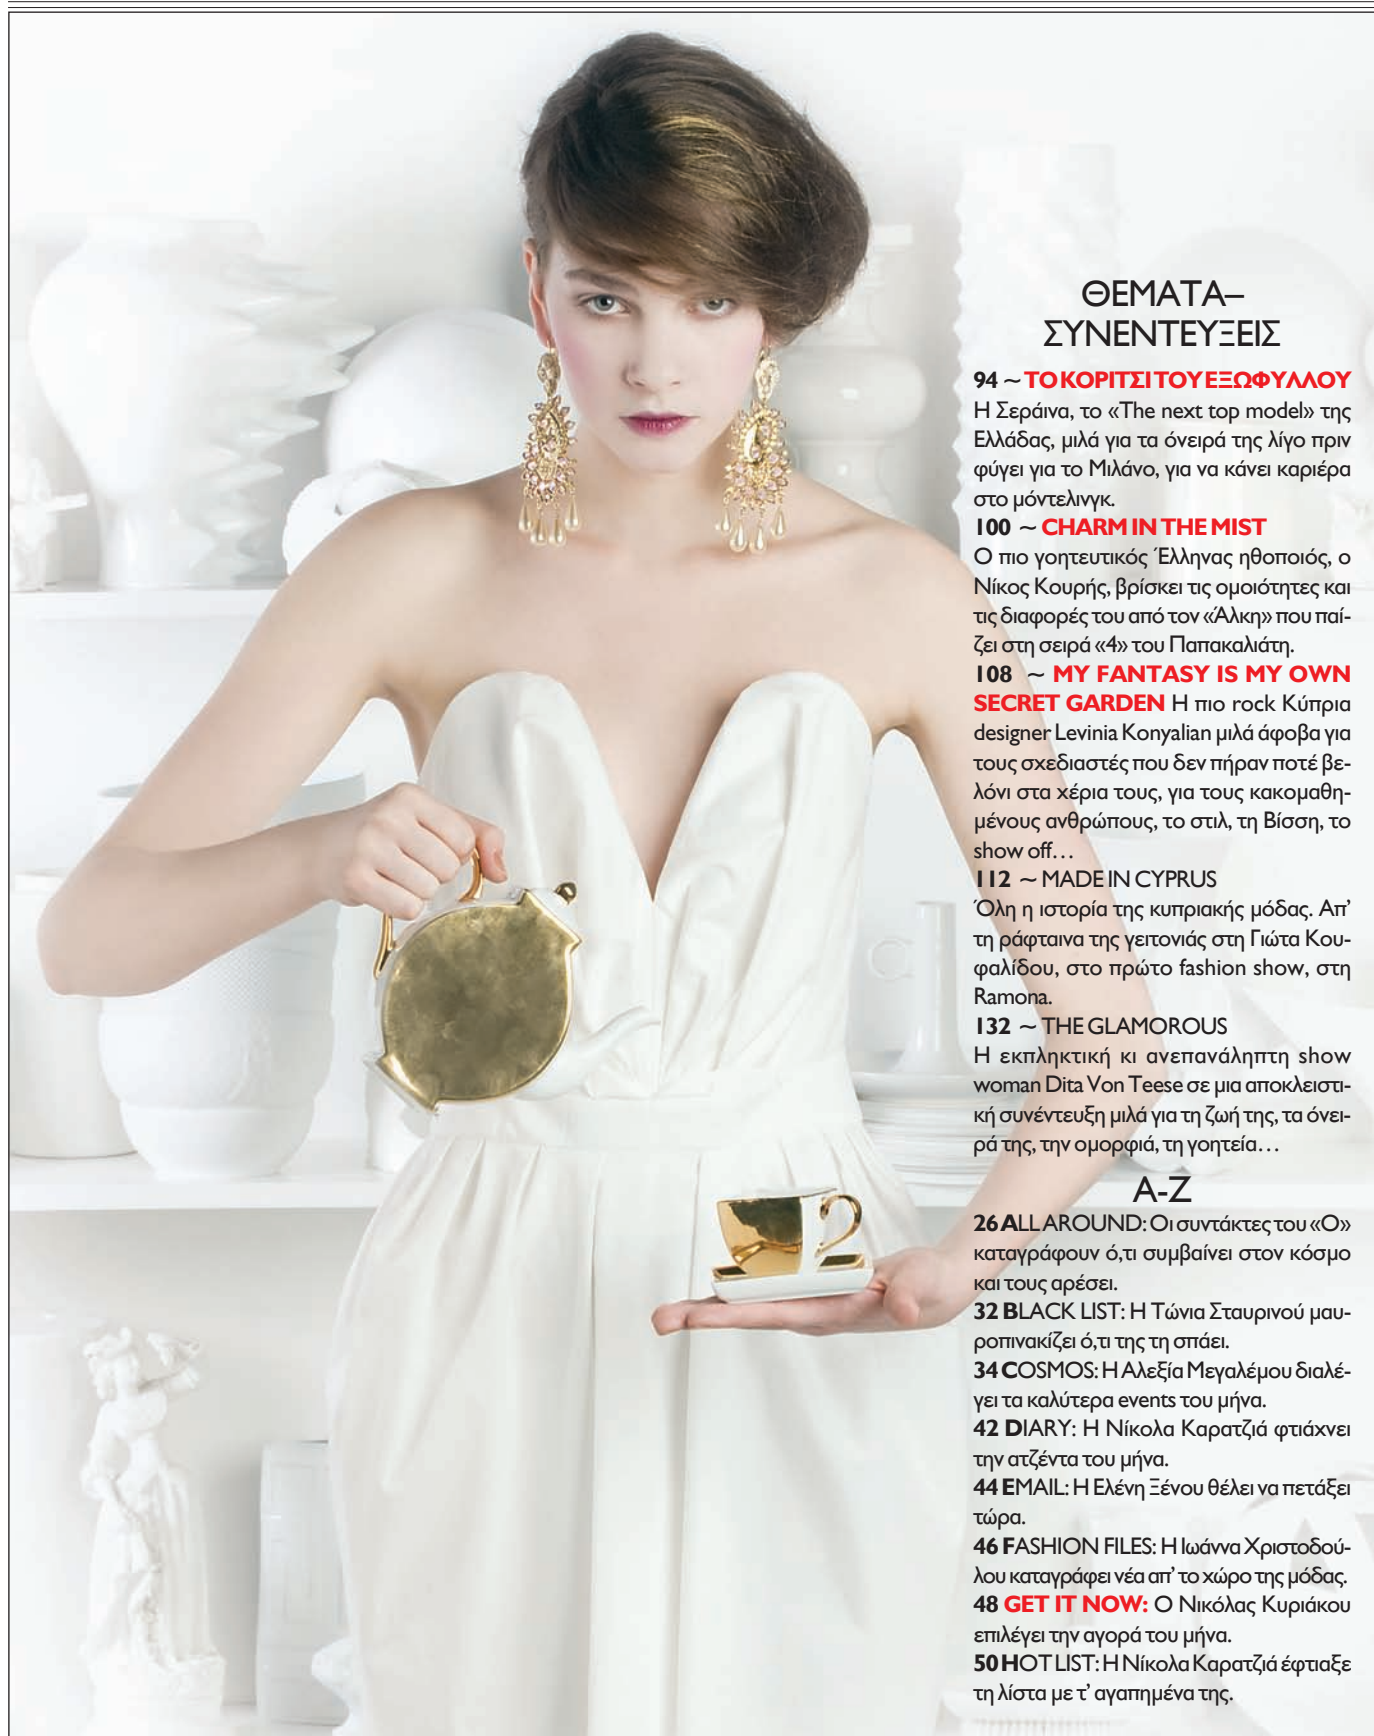 ΘΕΜΑΤΑ–
ΣΥΝΕΝΤΕΥΞΕΙΣ
94 ~ ΤΟ ΚΟΡΙΤΣΙ ΤΟΥ ΕΞΩΦΥΛΛΟΥ
Η Σεράινα, το «The next top model» της
Ελλάδας, μιλά για τα όνειρά της λίγο πριν
φύγει για το Μιλάνο, για να κάνει καριέρα
στο μόντελινγκ.
100 ~ CHARM IN THE MIST
Ο πιο γοητευτικός Έλληνας ηθοποιός, ο
Νίκος Κουρής, βρίσκει τις ομοιότητες και
τις διαφορές του από τον «Άλκη» που παί-
ζει στη σειρά «4» του Παπακαλιάτη.
108 ~ MY FANTASY IS MY OWN
SECRET GARDEN Η πιο rock Κύπρια
designer Levinia Konyalian μιλά άφοβα για
τους σχεδιαστές που δεν πήραν ποτέ βε-
λόνι στα χέρια τους, για τους κακομαθη-
μένους ανθρώπους, το στιλ, τη Βίσση, το
show off…
112 ~ MADE IN CYPRUS
Όλη η ιστορία της κυπριακής μόδας. Απ’
τη ράφταινα της γειτονιάς στη Γιώτα Κου-
φαλίδου, στο πρώτο fashion show, στη
Ramona.
132 ~ THE GLAMOROUS
Η εκπληκτική κι ανεπανάληπτη show
woman Dita Von Teese σε μια αποκλειστι-
κή συνέντευξη μιλά για τη ζωή της, τα όνει-
ρά της, την ομορφιά, τη γοητεία…
A-Z
26 ALL AROUND: Οι συντάκτες του «Ο»
καταγράφουν ό,τι συμβαίνει στον κόσμο
και τους αρέσει.
32 BLACK LIST: Η Τώνια Σταυρινού μαυ-
ροπινακίζει ό,τι της τη σπάει.
34 COSMOS: Η Αλεξία Μεγαλέμου διαλέ-
γει τα καλύτερα events του μήνα.
42 DIARY: Η Νίκολα Καρατζιά φτιάχνει
την ατζέντα του μήνα.
44 EMAIL: Η Ελένη Ξένου θέλει να πετάξει
τώρα.
46 FASHION FILES: Η Ιωάννα Χριστοδού-
λου καταγράφει νέα απ’ το χώρο της μόδας.
48 GET IT NOW: Ο Νικόλας Κυριάκου
επιλέγει την αγορά του μήνα.
50 HOT LIST: Η Νίκολα Καρατζιά έφτιαξε
τη λίστα με τ’ αγαπημένα της.